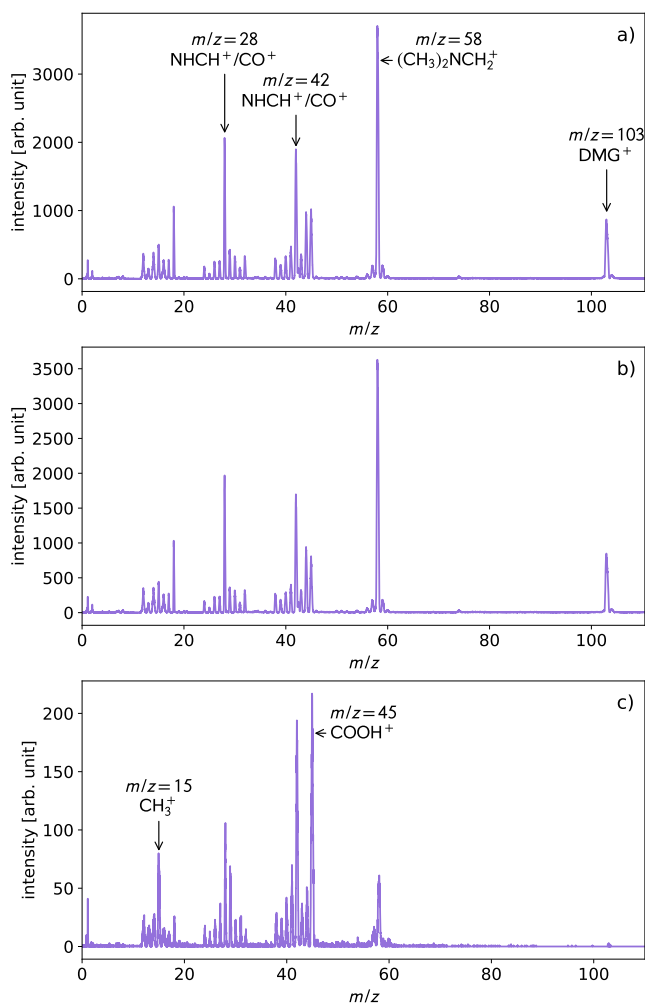 a)
m/z=28
NHCH⁺/CO⁺
m/z=42
NHCH⁺/CO⁺
m/z=58
(CH₃)₂NCH₂⁺
m/z=103
DMG⁺
intensity [arb. unit]
3000
2000
1000
0
0 20 40 60 80 100
m/z
b)
intensity [arb. unit]
3500
3000
2500
2000
1500
1000
500
0
0 20 40 60 80 100
m/z
c)
m/z=45
COOH⁺
m/z=15
CH₃⁺
intensity [arb. unit]
200
150
100
50
0
0 20 40 60 80 100
m/z